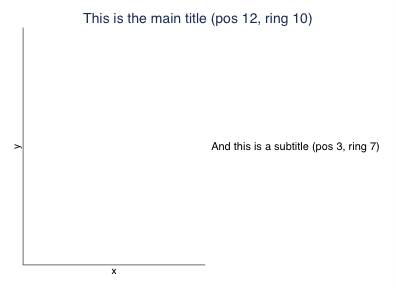 This is the main title (pos 12, ring 10)
y
And this is a subtitle (pos 3, ring 7)
x